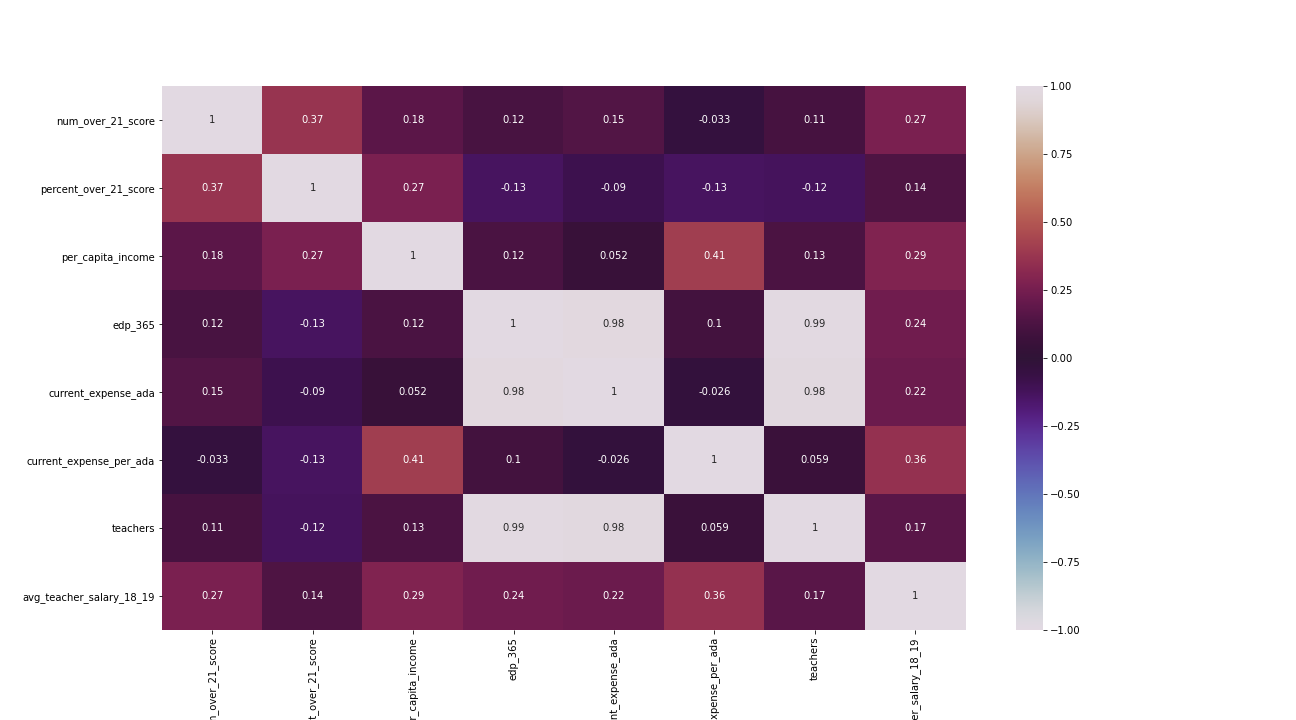 num_over_21_score 1 0.37 0.18 0.12 0.15 -0.033 0.11 0.27
percent_over_21_score 0.37 1 0.27 -0.13 -0.09 -0.13 -0.12 0.14
per_capita_income 0.18 0.27 1 0.12 0.052 0.41 0.13 0.29
edp_365 0.12 -0.13 0.12 1 0.98 0.1 0.99 0.24
current_expense_ada 0.15 -0.09 0.052 0.98 1 -0.026 0.98 0.22
current_expense_per_ada -0.033 -0.13 0.41 0.1 -0.026 1 0.059 0.36
teachers 0.11 -0.12 0.13 0.99 0.98 0.059 1 0.17
avg_teacher_salary_18_19 0.27 0.14 0.29 0.24 0.22 0.36 0.17 1
m_over_21_score
t_over_21_score
r_capita_income
edp_365
nt_expense_ada
xpense_per_ada
teachers
er_salary_18_19
1.00
0.75
0.50
0.25
0.00
−0.25
−0.50
−0.75
−1.00